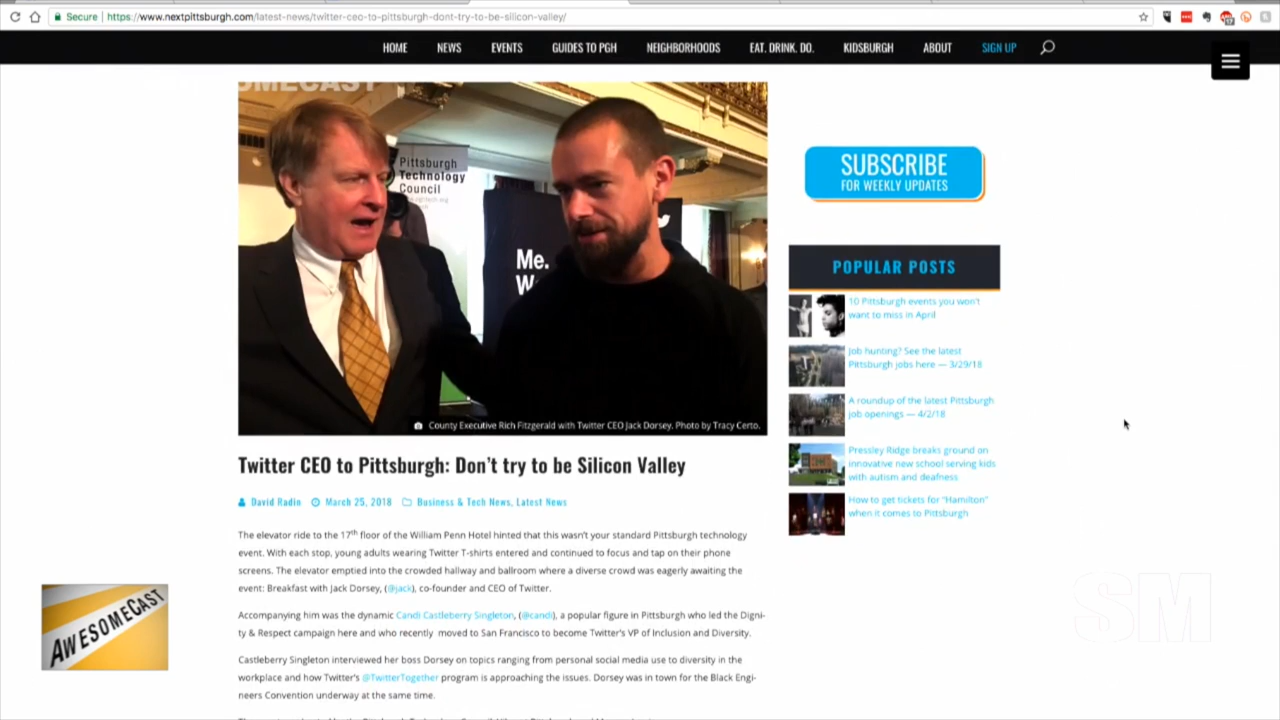 Secure | https://www.nextpittsburgh.com/latest-news/twitter-ceo-to-pittsburgh-dont-try-to-be-silicon-valley/
HOME NEWS EVENTS GUIDES TO PGH NEIGHBORHOODS EAT. DRINK. DO. KIDSBURGH ABOUT SIGN UP
Pittsburgh
Technology
Council
Me.
W
County Executive Rich Fitzgerald with Twitter CEO Jack Dorsey. Photo by Tracy Certo.
Twitter CEO to Pittsburgh: Don't try to be Silicon Valley
David Radin March 25, 2018 Business & Tech News, Latest News
The elevator ride to the 17th floor of the William Penn Hotel hinted that this wasn't your standard Pittsburgh technology
event. With each stop, young adults wearing Twitter T-shirts entered and continued to focus and tap on their phone
screens. The elevator emptied into the crowded hallway and ballroom where a diverse crowd was eagerly awaiting the
event: Breakfast with Jack Dorsey, (@jack), co-founder and CEO of Twitter.
Accompanying him was the dynamic Candi Castleberry Singleton, (@candi), a popular figure in Pittsburgh who led the Digni-
ty & Respect campaign here and who recently moved to San Francisco to become Twitter's VP of Inclusion and Diversity.
Castleberry Singleton interviewed her boss Dorsey on topics ranging from personal social media use to diversity in the
workplace and how Twitter's @TwitterTogether program is approaching the issues. Dorsey was in town for the Black Engi-
neers Convention underway at the same time.
SUBSCRIBE
FOR WEEKLY UPDATES
POPULAR POSTS
10 Pittsburgh events you won't
want to miss in April
Job hunting? See the latest
Pittsburgh jobs here — 3/29/18
A roundup of the latest Pittsburgh
job openings — 4/2/18
Pressley Ridge breaks ground on
innovative new school serving kids
with autism and deafness
How to get tickets for "Hamilton"
when it comes to Pittsburgh
AWESOMECAST
SM